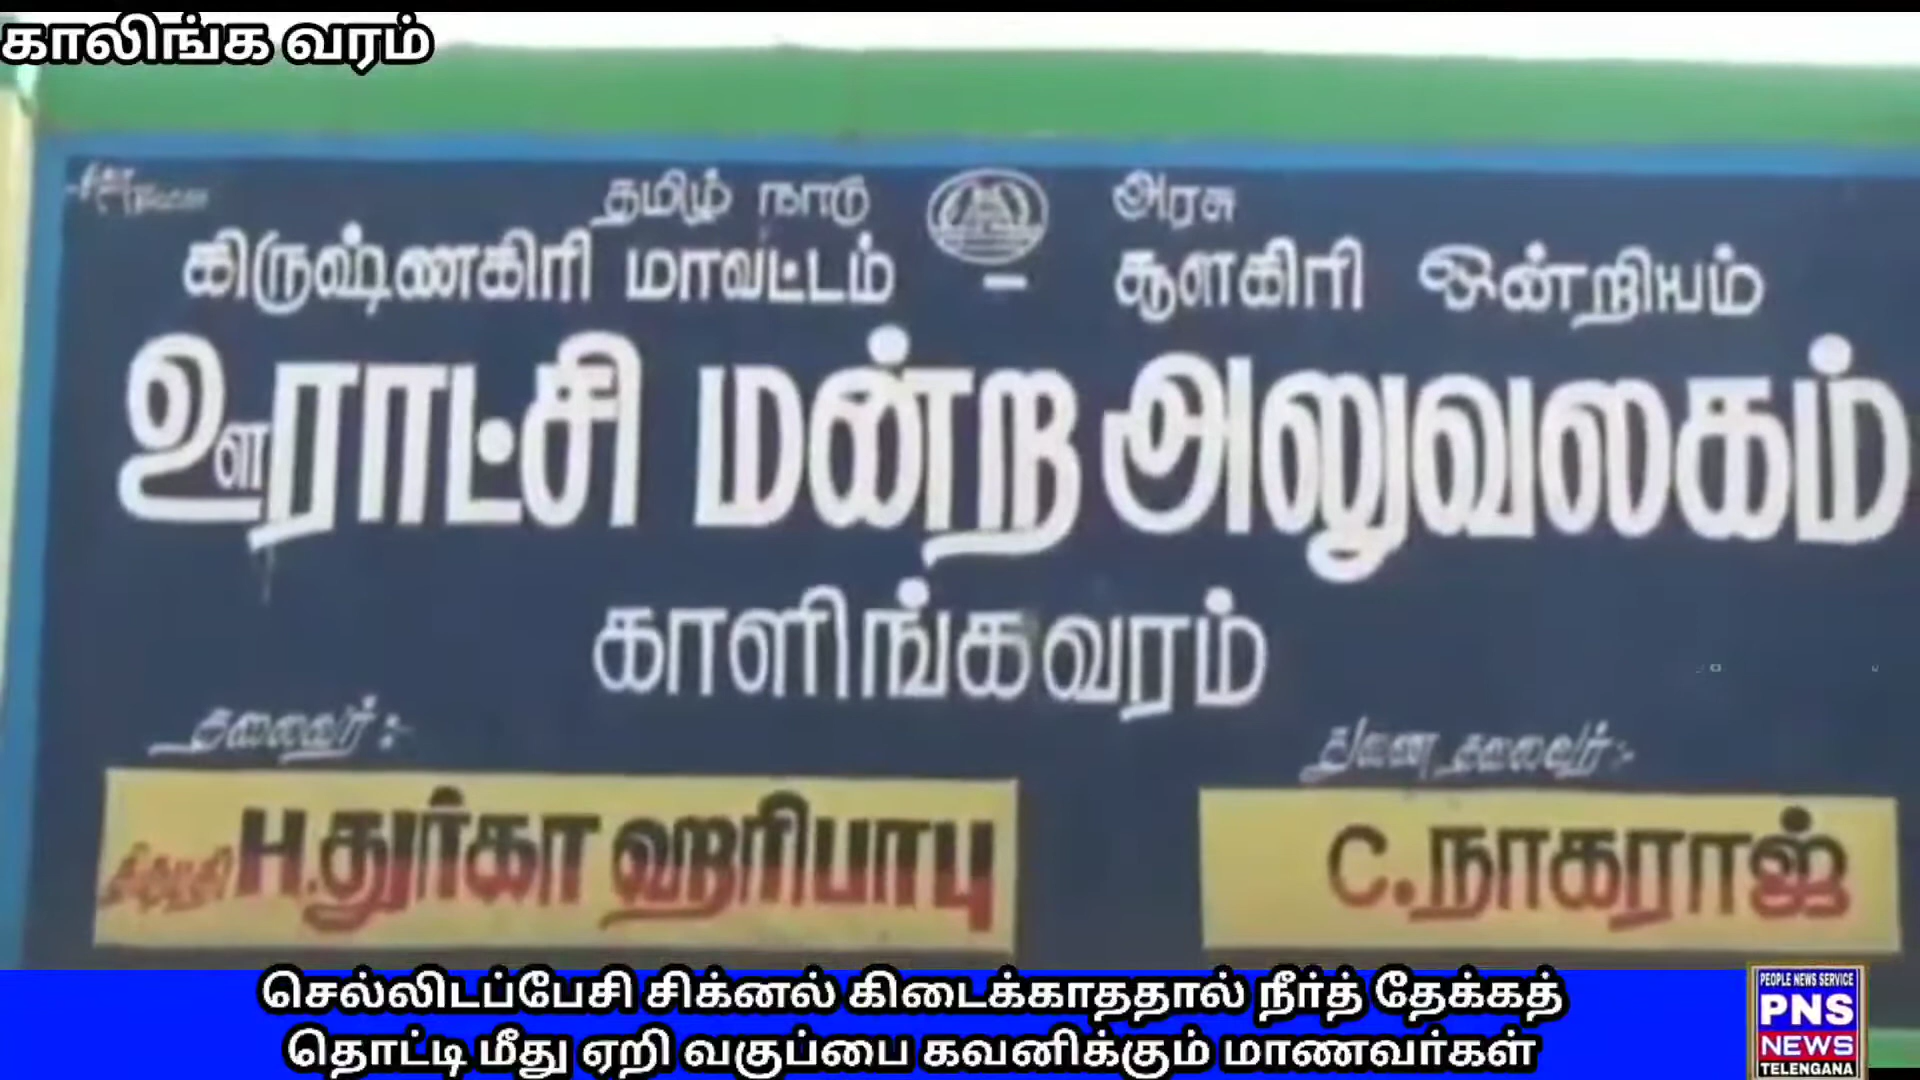 காலிங்க வரம்
தமிழ் நாடு அரசு
கிருஷ்ணகிரி மாவட்டம் - சூளகிரி ஒன்றியம்
ஊராட்சி மன்ற அலுவலகம்
காளிங்கவரம்
தலைவர் :-
துணை தலைவர்:-
திருமதி H.துர்கா ஹரிபாபு
C.நாகராஜ்
செல்லிடப்பேசி சிக்னல் கிடைக்காததால் நீர்த் தேக்கத்
தொட்டி மீது ஏறி வகுப்பை கவனிக்கும் மாணவர்கள்
PEOPLE NEWS SERVICE
PNS
NEWS
TELENGANA